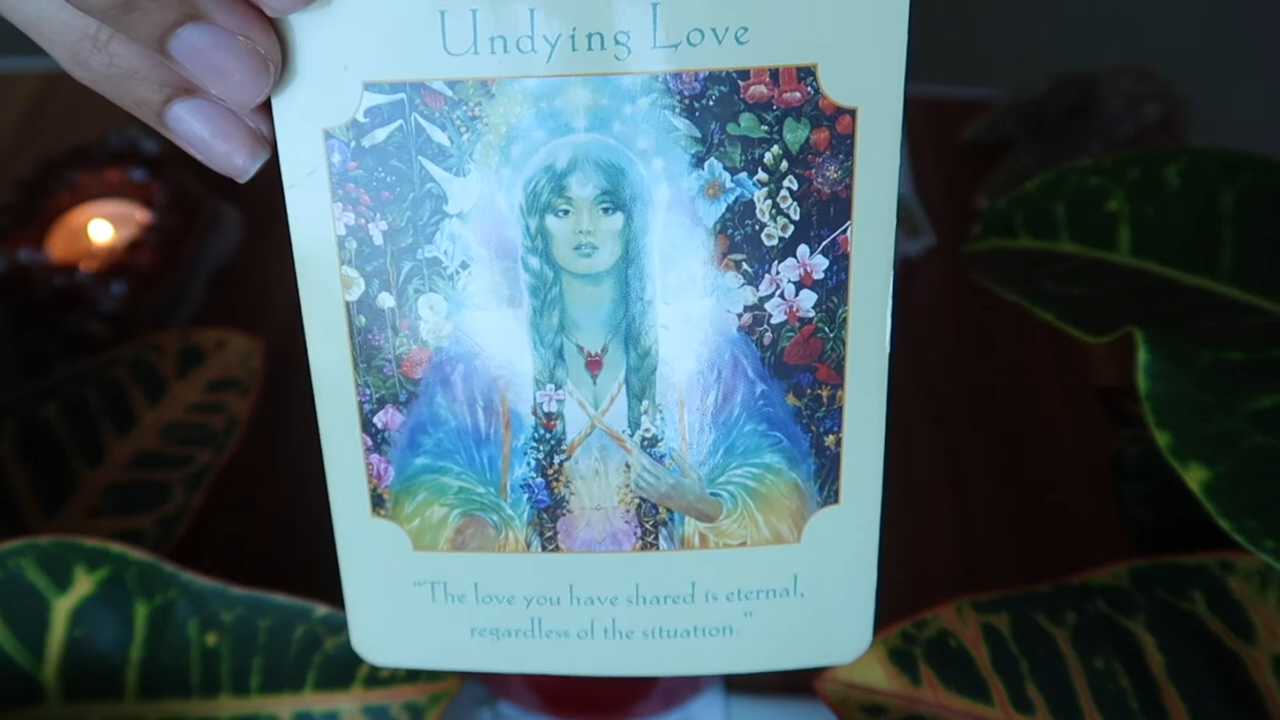 Undying Love
“The love you have shared is eternal,
regardless of the situation.”